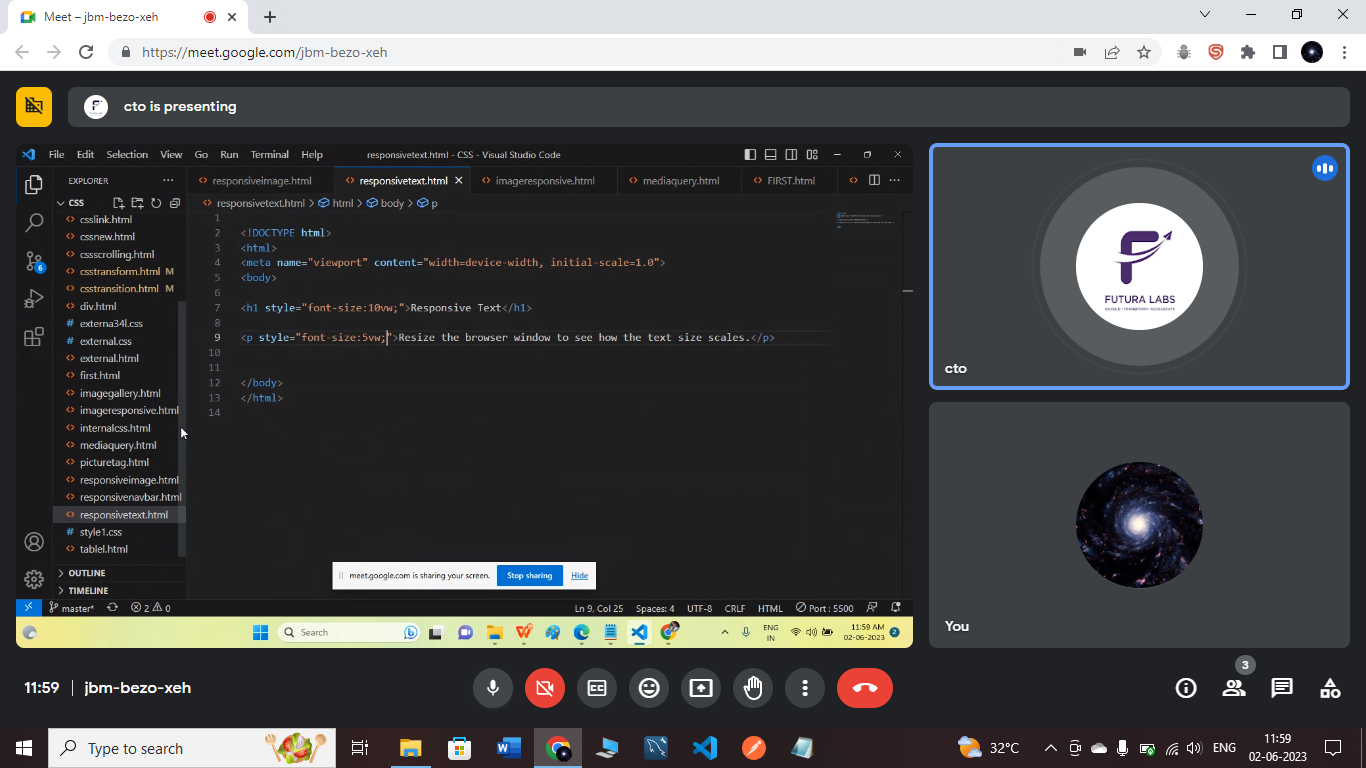 Meet – jbm-bezo-xeh
https://meet.google.com/jbm-bezo-xeh
cto is presenting
File Edit Selection View Go Run Terminal Help responsivetext.html - CSS - Visual Studio Code
EXPLORER
responsiveimage.html responsivetext.html imageresponsive.html mediaquery.html FIRST.html
CSS
responsivetext.html > html > body > p
csslink.html
cssnew.html
cssscrolling.html
csstransform.html M
csstransition.html M
div.html
externa34l.css
external.css
external.html
first.html
imagegallery.html
imageresponsive.html
internalcss.html
mediaquery.html
picturetag.html
responsiveimage.html
responsivenavbar.html
responsivetext.html
style1.css
tablel.html
OUTLINE
TIMELINE
6
1
2 <!DOCTYPE html>
3 <html>
4 <meta name="viewport" content="width=device-width, initial-scale=1.0">
5 <body>
6
7 <h1 style="font-size:10vw;">Responsive Text</h1>
8
9 <p style="font-size:5vw;">Resize the browser window to see how the text size scales.</p>
10
11
12 </body>
13 </html>
14
meet.google.com is sharing your screen. Stop sharing Hide
master* 2 0 Ln 9, Col 25 Spaces: 4 UTF-8 CRLF HTML Port : 5500
Search
ENG
IN
11:59 AM
02-06-2023
2
FUTURA LABS
ENABLE · TRANSFORM · ACCELERATE
cto
You
11:59 | jbm-bezo-xeh
3
Type to search
32°C
ENG
11:59
02-06-2023